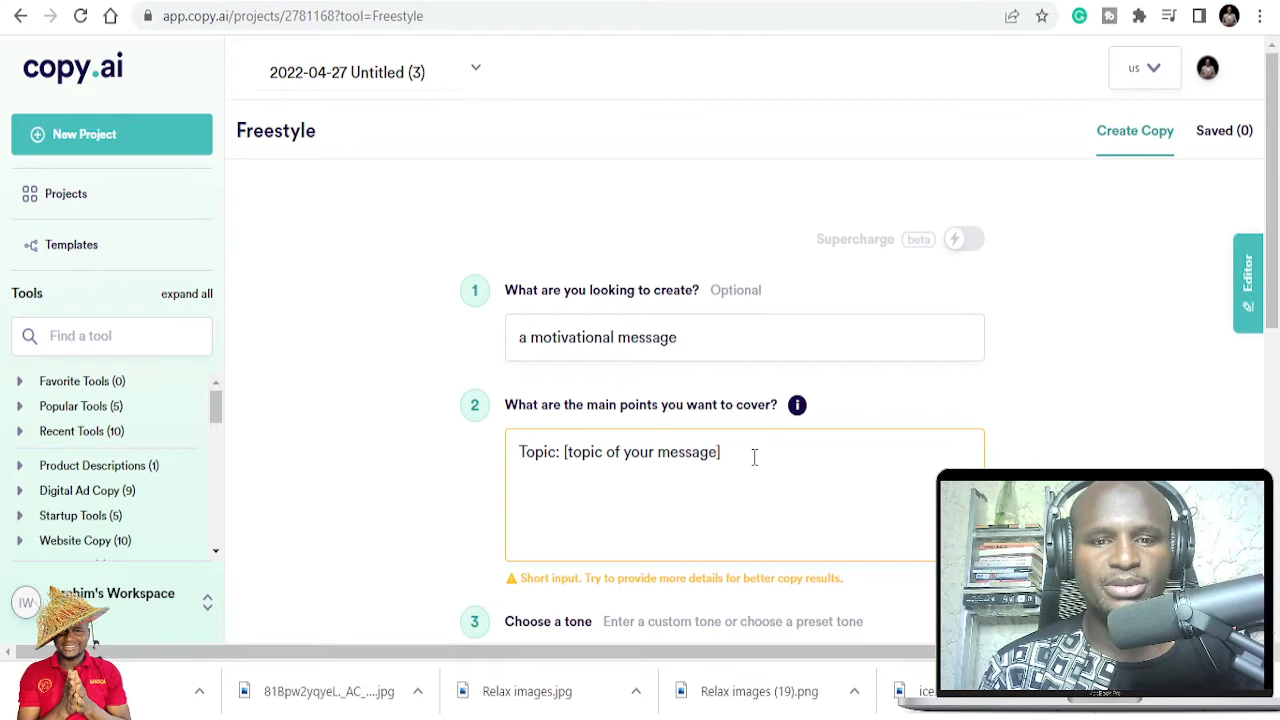 app.copy.ai/projects/2781168?tool=Freestyle
copy.ai
2022-04-27 Untitled (3)
US
New Project
Freestyle
Create Copy
Saved (0)
Projects
Templates
Supercharge beta
Tools
expand all
Find a tool
Editor
1
What are you looking to create? Optional
a motivational message
Favorite Tools (0)
Popular Tools (5)
Recent Tools (10)
Product Descriptions (1)
Digital Ad Copy (9)
Startup Tools (5)
Website Copy (10)
2
What are the main points you want to cover? i
Topic: [topic of your message]
Short input. Try to provide more details for better copy results.
IW
him's Workspace
3
Choose a tone Enter a custom tone or choose a preset tone
818pw2yqyeL._AC_....jpg
Relax images.jpg
Relax images (19).png
ice